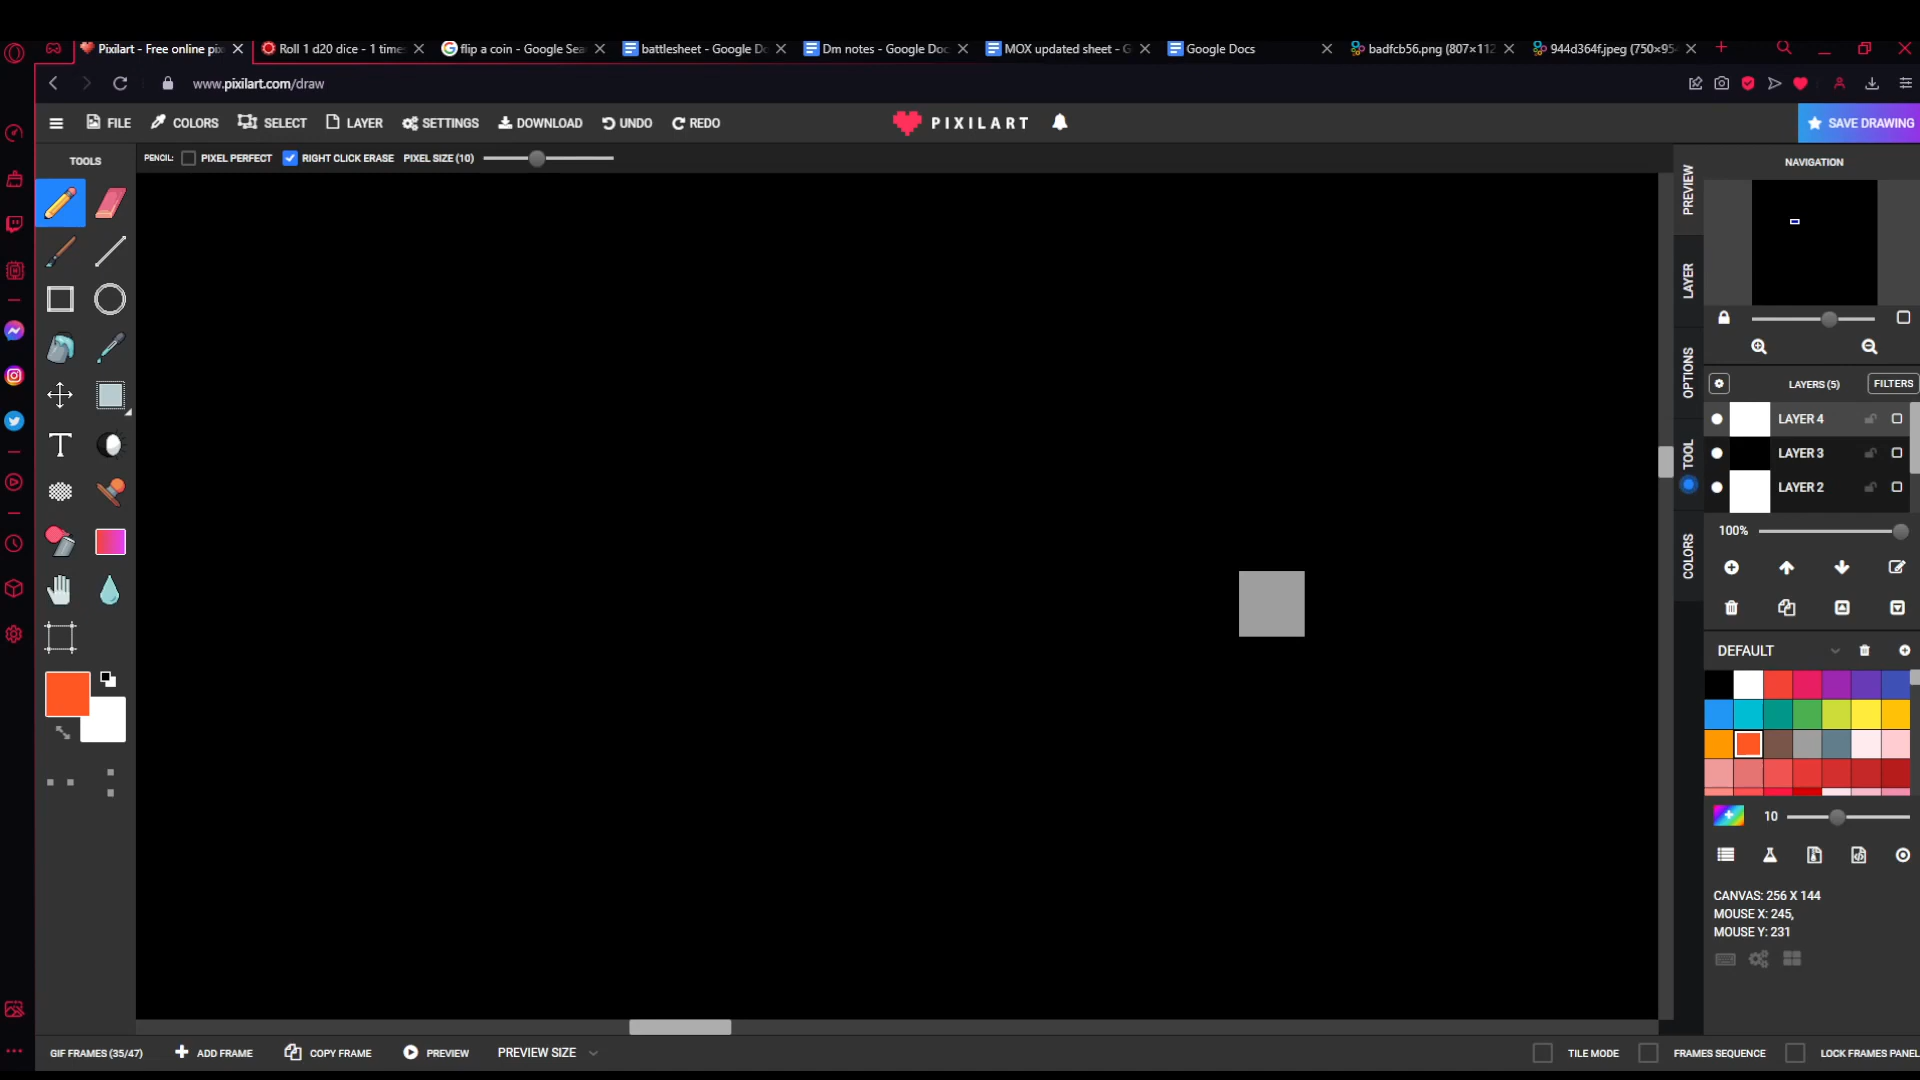 Pixilart - Free online pix
Roll 1 d20 dice - 1 time
flip a coin - Google Sea
battlesheet - Google Do
Dm notes - Google Doc
MOX updated sheet - G
Google Docs
badfcb56.png (807×112
944d364f.jpeg (750×95
www.pixilart.com/draw
FILE COLORS SELECT LAYER SETTINGS DOWNLOAD UNDO REDO
PIXILART
SAVE DRAWING
TOOLS
PENCIL: PIXEL PERFECT RIGHT CLICK ERASE PIXEL SIZE (10)
T
PREVIEW
LAYER
OPTIONS
TOOL
COLORS
NAVIGATION
LAYERS (5) FILTERS
LAYER 4
LAYER 3
LAYER 2
100%
DEFAULT
10
CANVAS: 256 X 144
MOUSE X: 245,
MOUSE Y: 231
GIF FRAMES (35/47) ADD FRAME COPY FRAME PREVIEW PREVIEW SIZE TILE MODE FRAMES SEQUENCE LOCK FRAMES PANEL